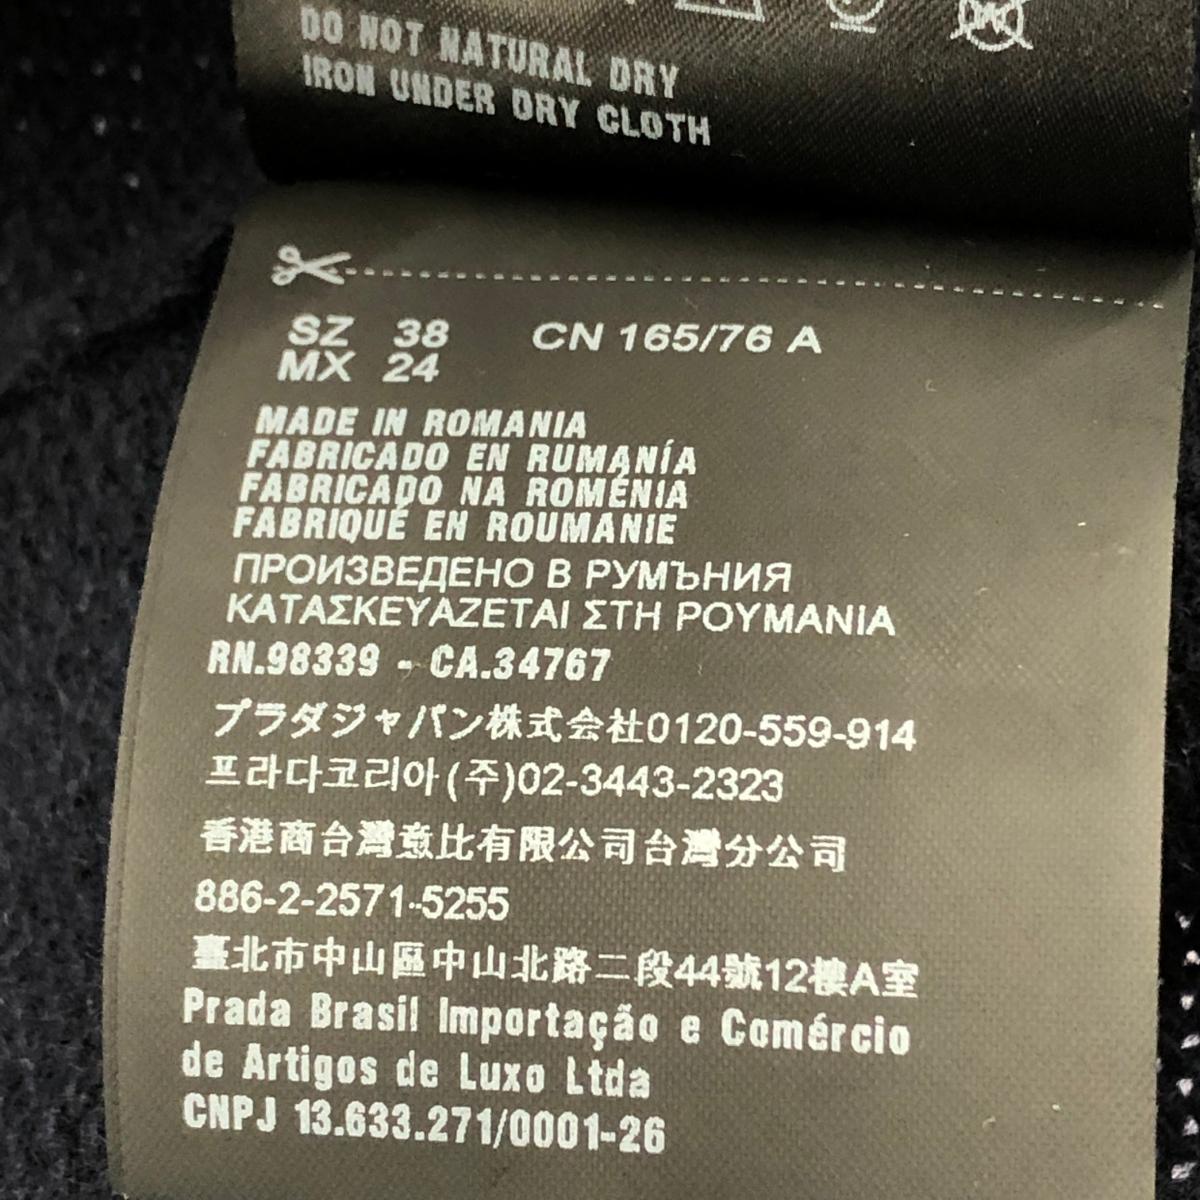 DO NOT NATURAL DRY
IRON UNDER DRY CLOTH
SZ 38 CN 165/76 A
MX 24
MADE IN ROMANIA
FABRICADO EN RUMANÍA
FABRICADO NA ROMÉNIA
FABRIQUÉ EN ROUMANIE
ПРОИЗВЕДЕНО В РУМЪНИЯ
ΚΑΤΑΣΚΕΥΑΖΕΤΑΙ ΣΤΗ ΡΟΥΜΑΝΙΑ
RN.98339 - CA.34767
プラダジャパン株式会社0120-559-914
프라다코리아(주)02-3443-2323
香港商台灣意比有限公司台灣分公司
886-2-2571-5255
臺北市中山區中山北路二段44號12樓A室
Prada Brasil Importação e Comércio
de Artigos de Luxo Ltda
CNPJ 13.633.271/0001-26